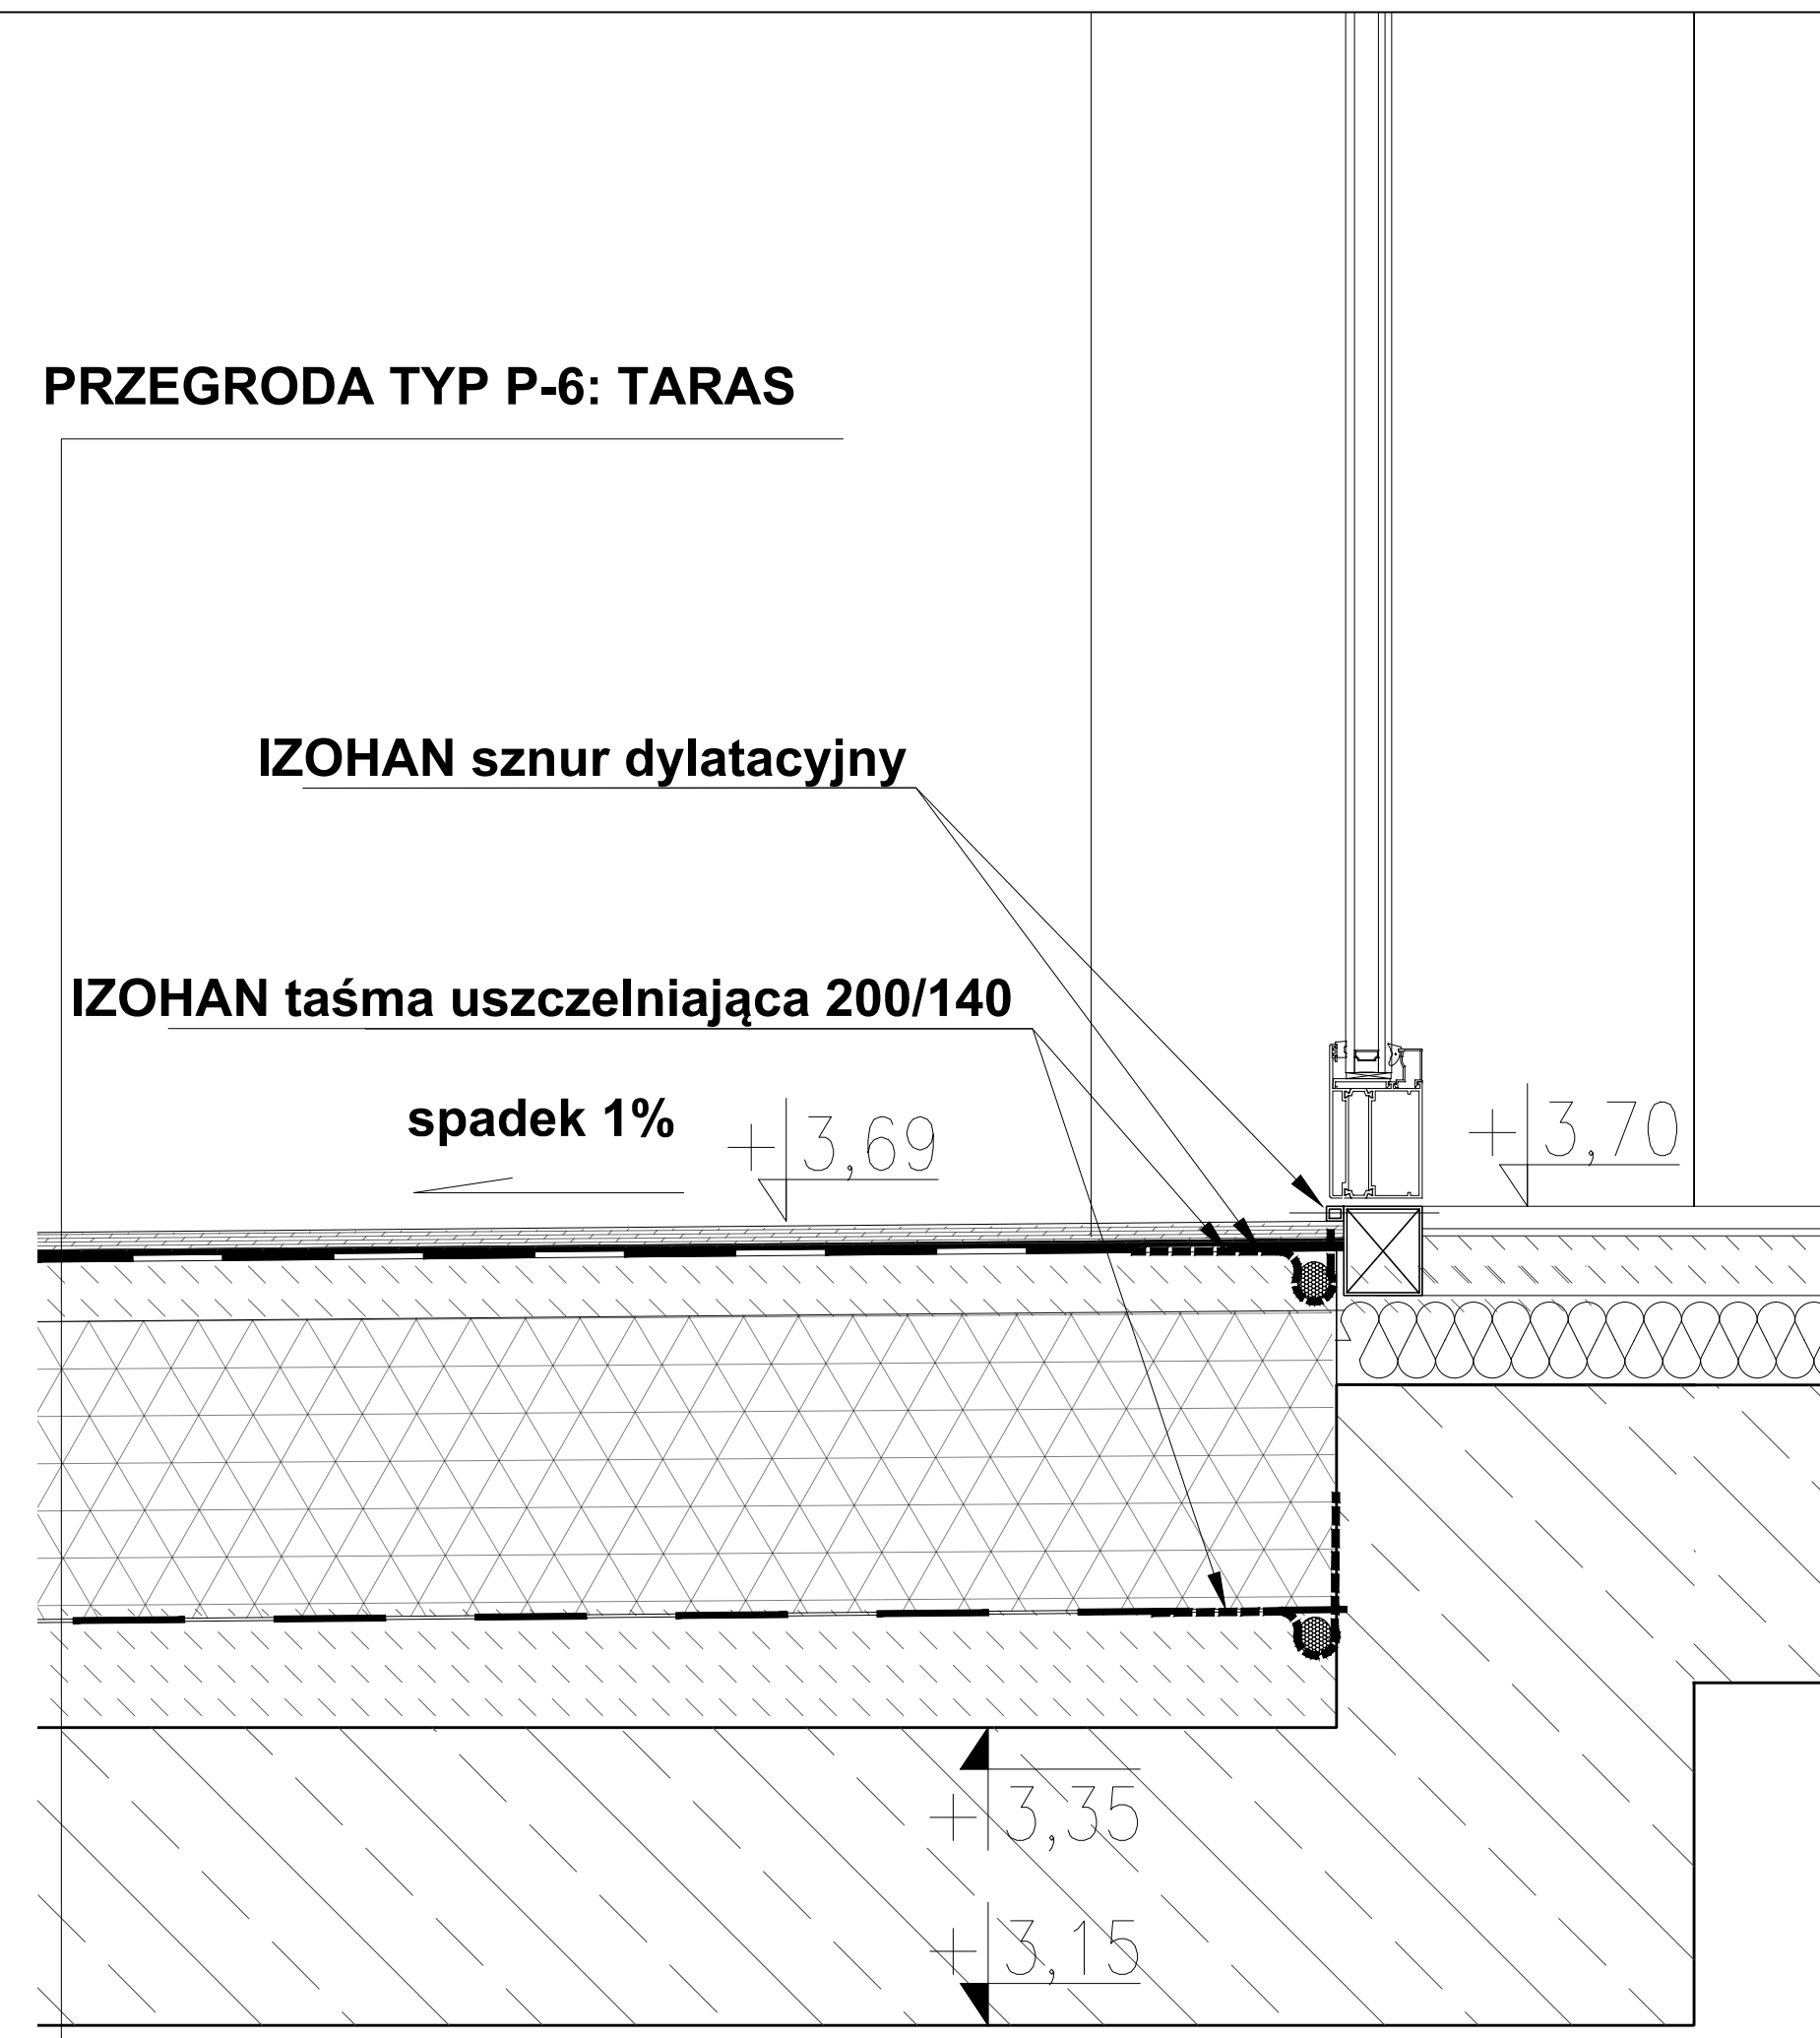 PRZEGRODA TYP P-6: TARAS
IZOHAN sznur dylatacyjny
IZOHAN taśma uszczelniająca 200/140
spadek 1%
+3,69
+3,70
+3,35
+3,15